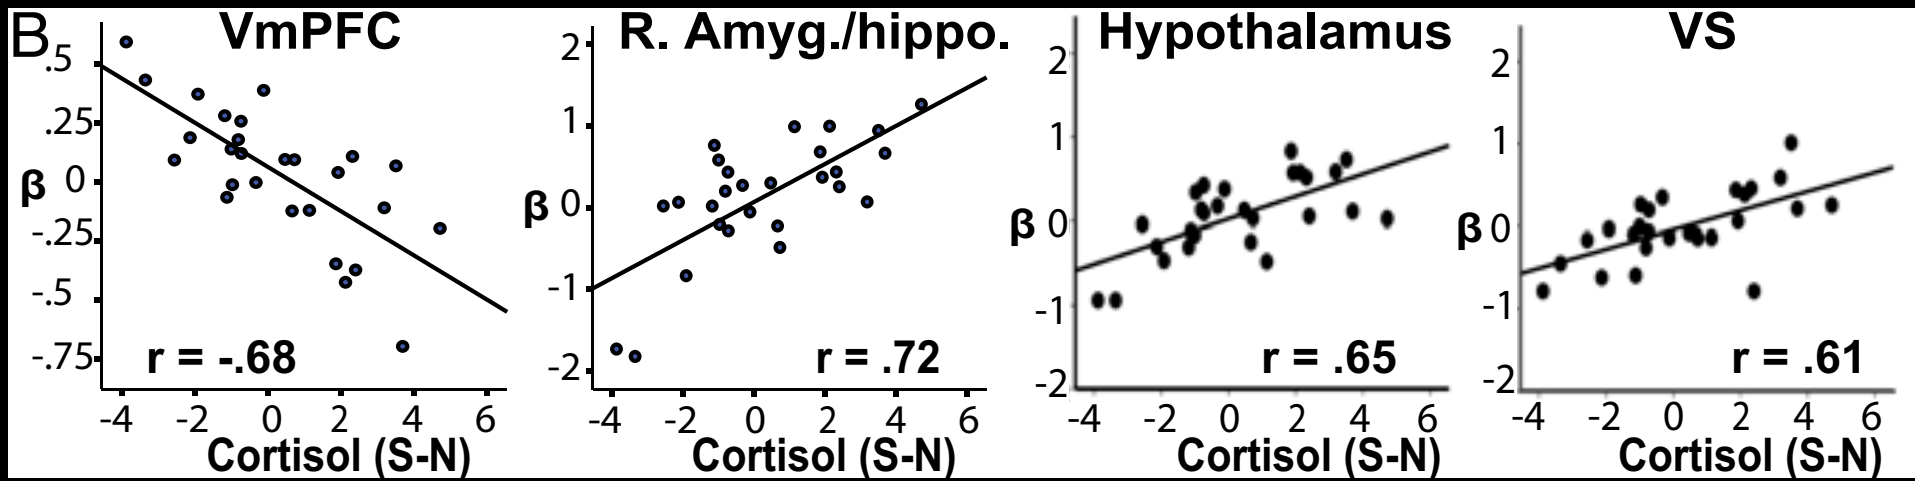 B
VmPFC
.5
.25
0
-.25
-.5
-.75
β
r = -.68
-4 -2 0 2 4 6
Cortisol (S-N)
R. Amyg./hippo.
2
1
0
-1
-2
β
r = .72
-4 -2 0 2 4 6
Cortisol (S-N)
Hypothalamus
2
1
0
-1
-2
β
r = .65
-4 -2 0 2 4 6
Cortisol (S-N)
VS
2
1
0
-1
-2
β
r = .61
-4 -2 0 2 4 6
Cortisol (S-N)